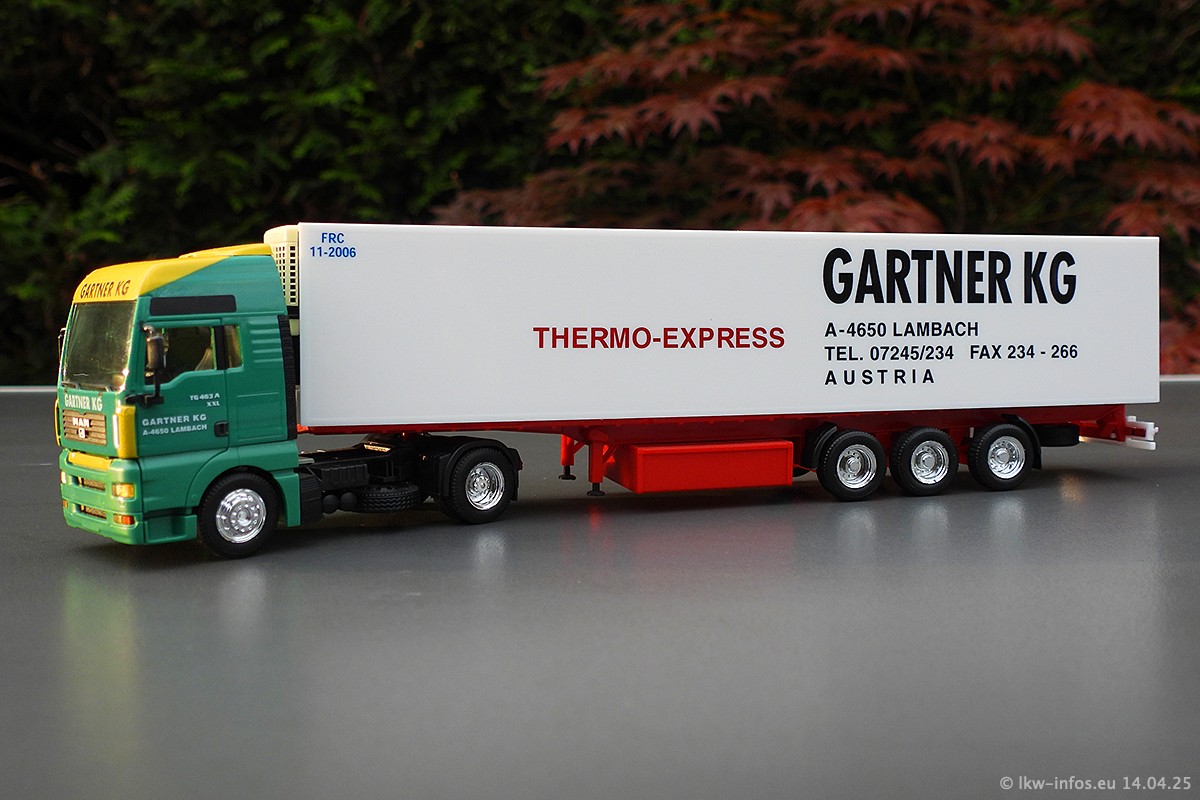 FRC
11-2006
GARTNER KG
THERMO-EXPRESS
A-4650 LAMBACH
TEL. 07245/234 FAX 234 - 266
AUSTRIA
GARTNER KG
TG 463 A
XXL
GARTNER KG
MAN
GARTNER KG
A-4650 LAMBACH
© lkw-infos.eu 14.04.25